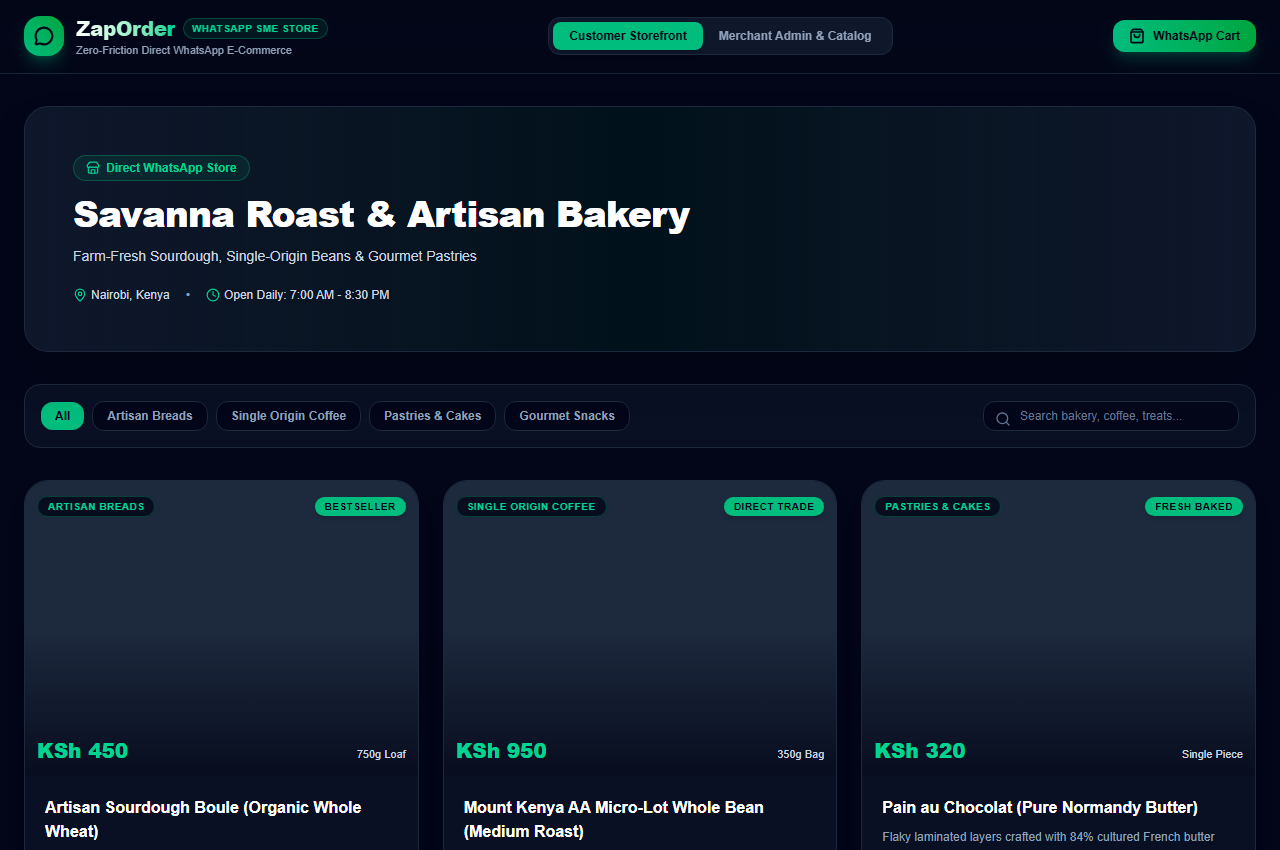 ZapOrder WHATSAPP SME STORE
Zero-Friction Direct WhatsApp E-Commerce
Customer Storefront
Merchant Admin & Catalog
WhatsApp Cart
Direct WhatsApp Store
Savanna Roast & Artisan Bakery
Farm-Fresh Sourdough, Single-Origin Beans & Gourmet Pastries
Nairobi, Kenya • Open Daily: 7:00 AM - 8:30 PM
All
Artisan Breads
Single Origin Coffee
Pastries & Cakes
Gourmet Snacks
Search bakery, coffee, treats...
ARTISAN BREADS
BESTSELLER
KSh 450
750g Loaf
Artisan Sourdough Boule (Organic Whole
Wheat)
SINGLE ORIGIN COFFEE
DIRECT TRADE
KSh 950
350g Bag
Mount Kenya AA Micro-Lot Whole Bean
(Medium Roast)
PASTRIES & CAKES
FRESH BAKED
KSh 320
Single Piece
Pain au Chocolat (Pure Normandy Butter)
Flaky laminated layers crafted with 84% cultured French butter